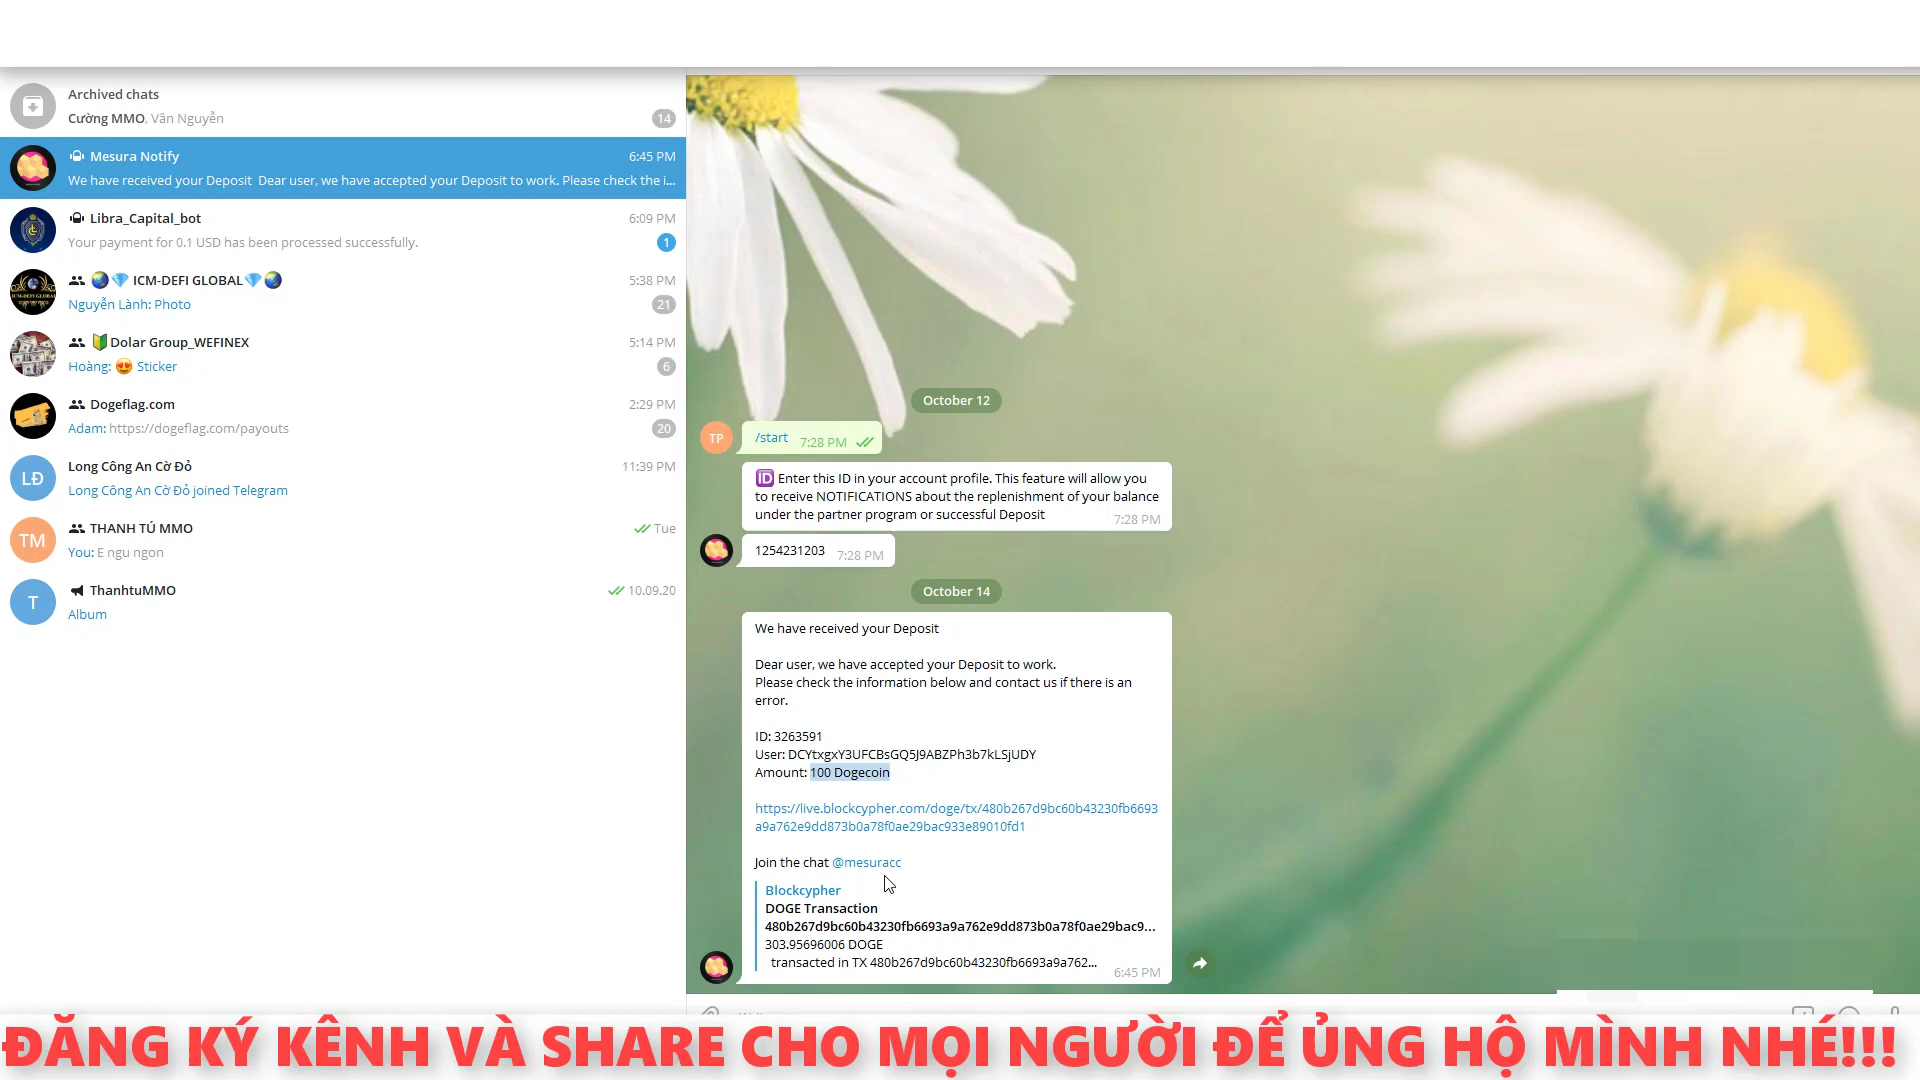 Archived chats
Cường MMO, Vân Nguyễn
14
Mesura Notify
6:45 PM
We have received your Deposit Dear user, we have accepted your Deposit to work. Please check the i...
Libra_Capital_bot
6:09 PM
Your payment for 0.1 USD has been processed successfully.
1
🌏💎 ICM-DEFI GLOBAL💎🌏
5:38 PM
Nguyễn Lành: Photo
21
🔰Dolar Group_WEFINEX
5:14 PM
Hoàng: 😍 Sticker
6
Dogeflag.com
2:29 PM
Adam: https://dogeflag.com/payouts
20
LĐ
Long Công An Cờ Đỏ
11:39 PM
Long Công An Cờ Đỏ joined Telegram
TM
THANH TÚ MMO
Tue
You: E ngu ngon
T
ThanhtuMMO
10.09.20
Album
October 12
TP
/start
7:28 PM
🆔 Enter this ID in your account profile. This feature will allow you
to receive NOTIFICATIONS about the replenishment of your balance
under the partner program or successful Deposit
7:28 PM
1254231203
7:28 PM
October 14
We have received your Deposit
Dear user, we have accepted your Deposit to work.
Please check the information below and contact us if there is an
error.
ID: 3263591
User: DCYtxgxY3UFCBsGQ5J9ABZPh3b7kLSjUDY
Amount: 100 Dogecoin
https://live.blockcypher.com/doge/tx/480b267d9bc60b43230fb6693
a9a762e9dd873b0a78f0ae29bac933e89010fd1
Join the chat @mesuracc
Blockcypher
DOGE Transaction
480b267d9bc60b43230fb6693a9a762e9dd873b0a78f0ae29bac9...
303.95696006 DOGE
transacted in TX 480b267d9bc60b43230fb6693a9a762...
6:45 PM
ĐĂNG KÝ KÊNH VÀ SHARE CHO MỌI NGƯỜI ĐỂ ỦNG HỘ MÌNH NHÉ!!!